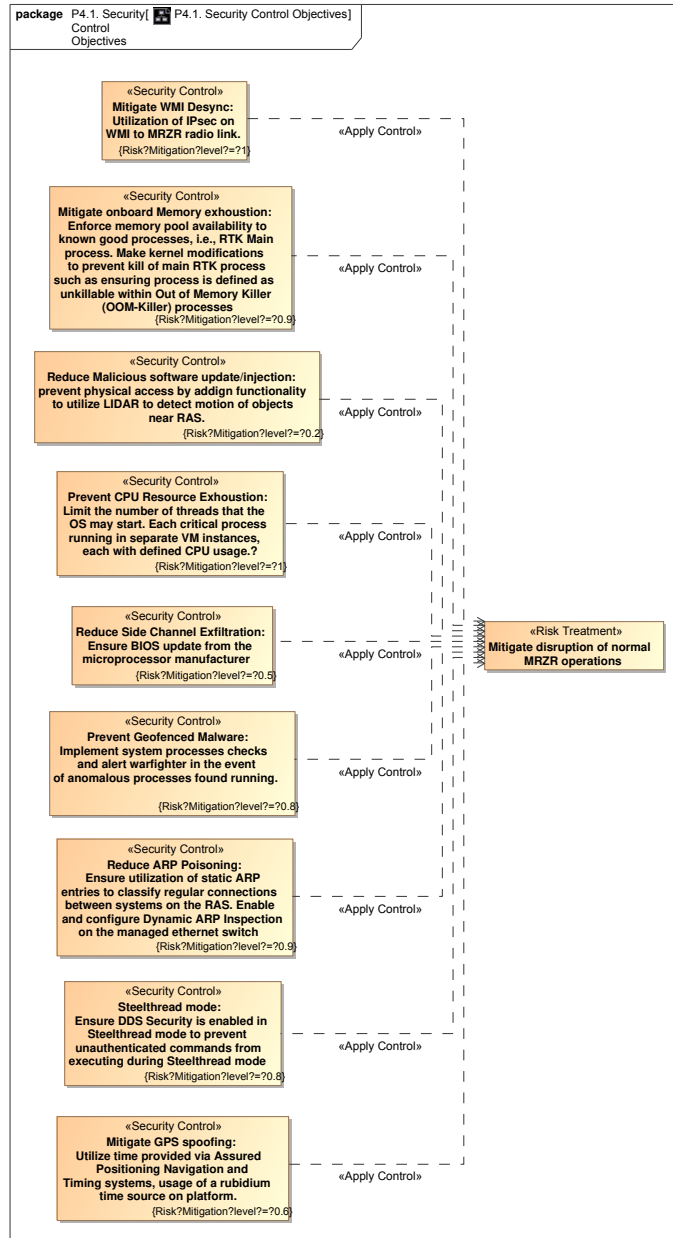 package P4.1. Security[ P4.1. Security Control Objectives]
Control
Objectives
«Security Control»
Mitigate WMI Desync:
Utilization of IPsec on
WMI to MRZR radio link.
{Risk?Mitigation?level?=?1}
«Apply Control»
«Security Control»
Mitigate onboard Memory exhoustion:
Enforce memory pool availability to
known good processes, i.e., RTK Main
process. Make kernel modifications
to prevent kill of main RTK process
such as ensuring process is defined as
unkillable within Out of Memory Killer
(OOM-Killer) processes
{Risk?Mitigation?level?=?0.9}
«Apply Control»
«Security Control»
Reduce Malicious software update/injection:
prevent physical access by addign functionality
to utilize LIDAR to detect motion of objects
near RAS.
{Risk?Mitigation?level?=?0.2}
«Apply Control»
«Security Control»
Prevent CPU Resource Exhoustion:
Limit the number of threads that the
OS may start. Each critical process
running in separate VM instances,
each with defined CPU usage.?
{Risk?Mitigation?level?=?1}
«Apply Control»
«Security Control»
Reduce Side Channel Exfiltration:
Ensure BIOS update from the
microprocessor manufacturer
{Risk?Mitigation?level?=?0.5}
«Apply Control»
«Risk Treatment»
Mitigate disruption of normal
MRZR operations
«Security Control»
Prevent Geofenced Malware:
Implement system processes checks
and alert warfighter in the event
of anomalous processes found running.
{Risk?Mitigation?level?=?0.8}
«Apply Control»
«Security Control»
Reduce ARP Poisoning:
Ensure utilization of static ARP
entries to classify regular connections
between systems on the RAS. Enable
and configure Dynamic ARP Inspection
on the managed ethernet switch
{Risk?Mitigation?level?=?0.9}
«Apply Control»
«Security Control»
Steelthread mode:
Ensure DDS Security is enabled in
Steelthread mode to prevent
unauthenticated commands from
executing during Steelthread mode
{Risk?Mitigation?level?=?0.8}
«Apply Control»
«Security Control»
Mitigate GPS spoofing:
Utilize time provided via Assured
Positioning Navigation and
Timing systems, usage of a rubidium
time source on platform.
{Risk?Mitigation?level?=?0.6}
«Apply Control»